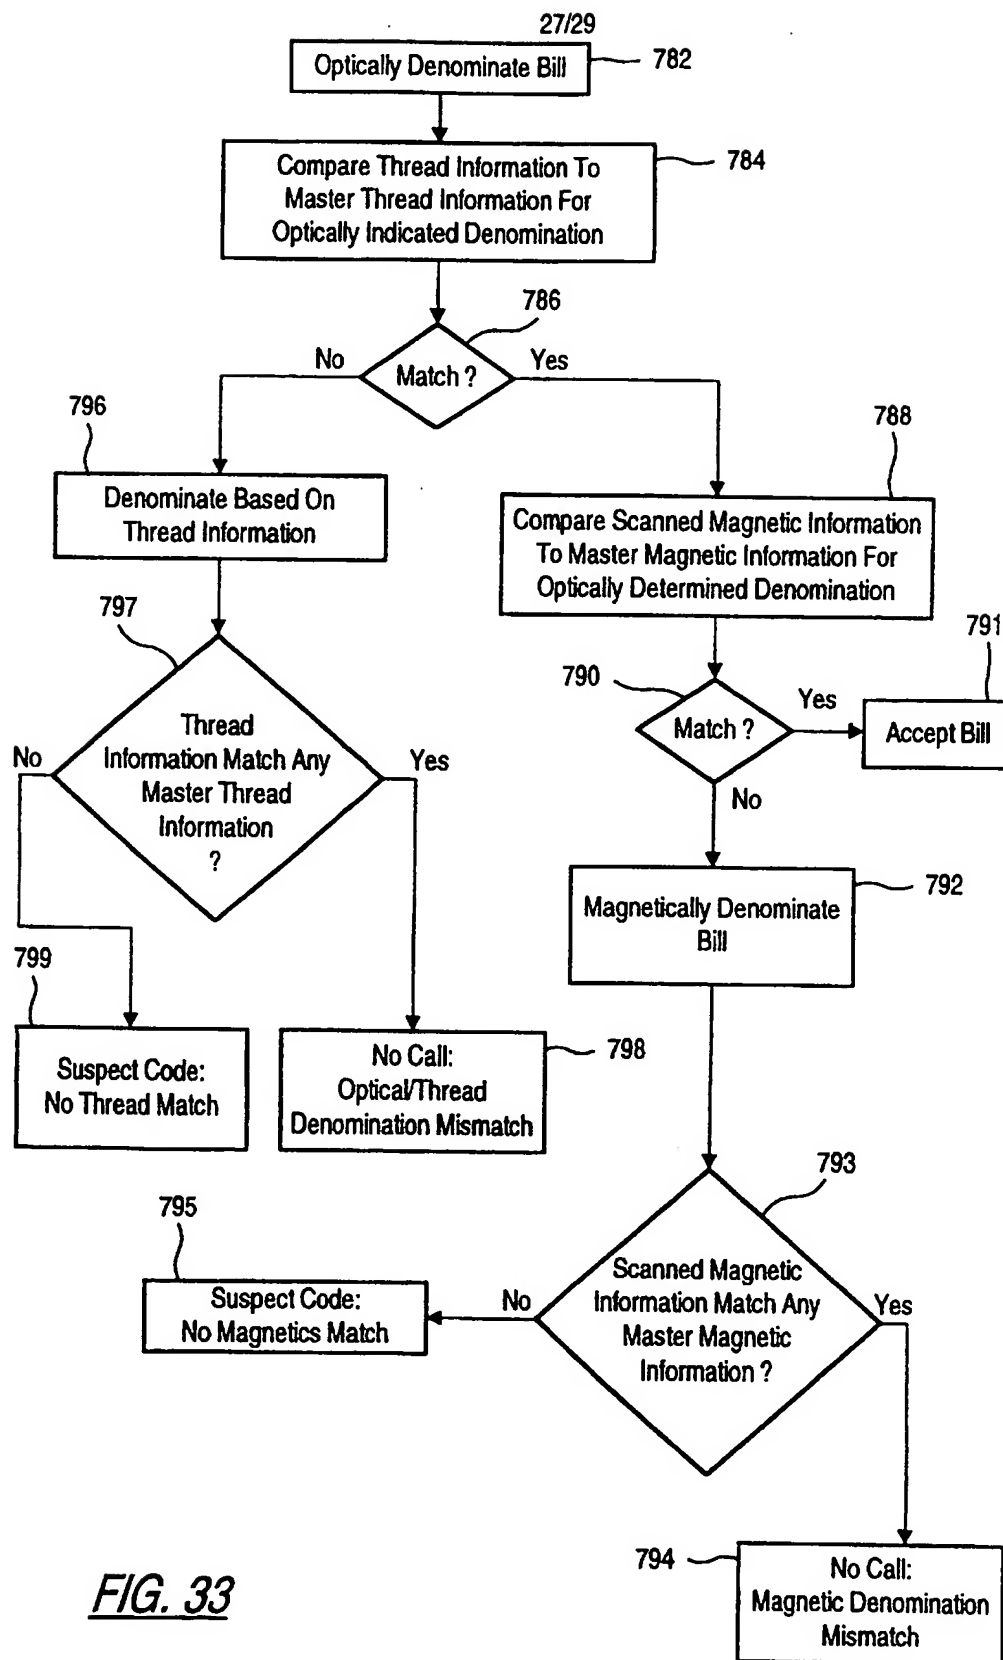 27/29
Optically Denominate Bill
782
Compare Thread Information To
Master Thread Information For
Optically Indicated Denomination
784
786
No
Match ?
Yes
796
Denominate Based On
Thread Information
788
Compare Scanned Magnetic Information
To Master Magnetic Information For
Optically Determined Denomination
797
Thread
Information Match Any
Master Thread
Information
?
No
Yes
790
Match ?
Yes
791
Accept Bill
No
Magnetically Denominate
Bill
792
799
Suspect Code:
No Thread Match
No Call:
Optical/Thread
Denomination Mismatch
798
793
Scanned Magnetic
Information Match Any
Master Magnetic
Information ?
No
Yes
795
Suspect Code:
No Magnetics Match
794
No Call:
Magnetic Denomination
Mismatch
FIG. 33